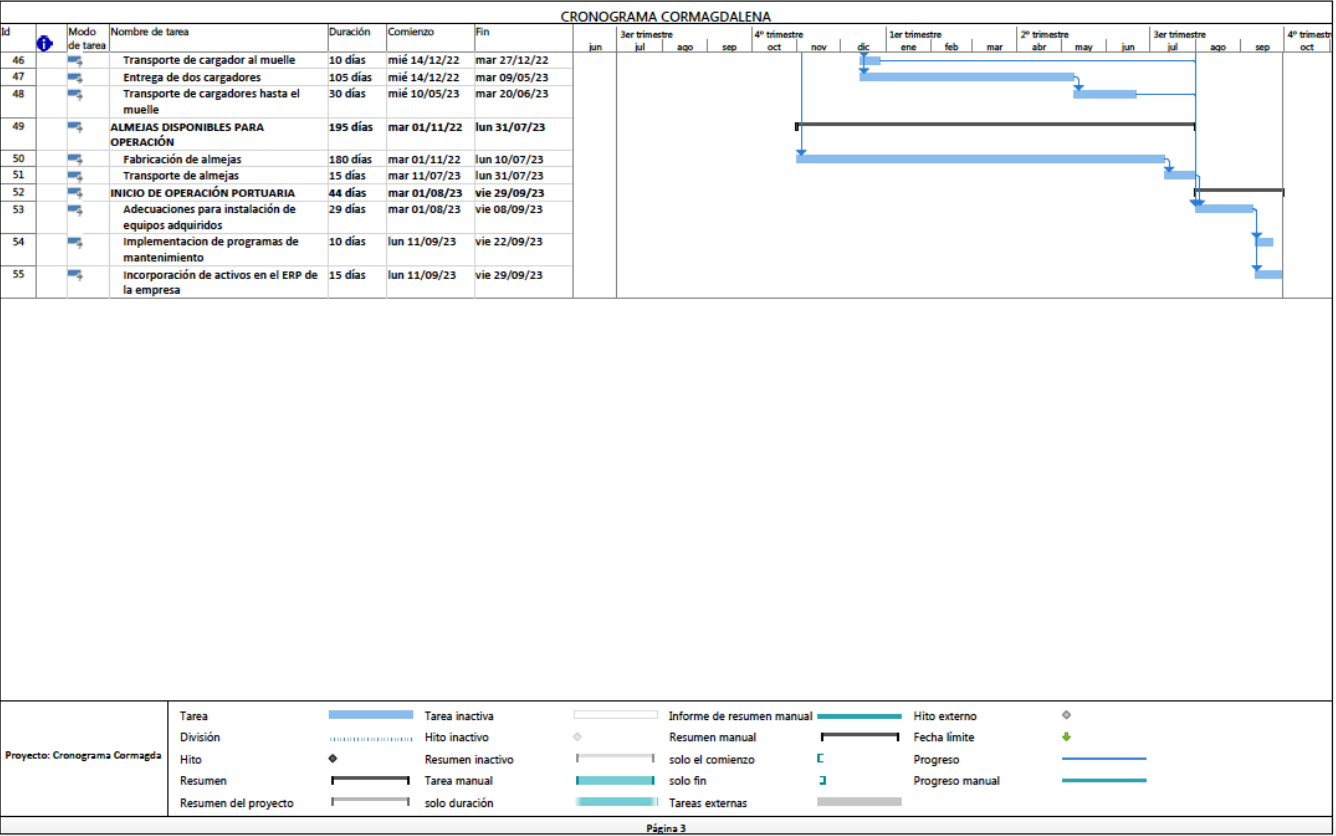 CRONOGRAMA CORMAGDALENA
Id Modo de tarea Nombre de tarea Duración Comienzo Fin
3er trimestre 4º trimestre 1er trimestre 2º trimestre 3er trimestre 4º trimestr
jun jul ago sep oct nov dic ene feb mar abr may jun jul ago sep oct
46 Transporte de cargador al muelle 10 días mié 14/12/22 mar 27/12/22
47 Entrega de dos cargadores 105 días mié 14/12/22 mar 09/05/23
48 Transporte de cargadores hasta el 30 días mié 10/05/23 mar 20/06/23
muelle
49 ALMEJAS DISPONIBLES PARA 195 días mar 01/11/22 lun 31/07/23
OPERACIÓN
50 Fabricación de almejas 180 días mar 01/11/22 lun 10/07/23
51 Transporte de almejas 15 días mar 11/07/23 lun 31/07/23
52 INICIO DE OPERACIÓN PORTUARIA 44 días mar 01/08/23 vie 29/09/23
53 Adecuaciones para instalación de 29 días mar 01/08/23 vie 08/09/23
equipos adquiridos
54 Implementacion de programas de 10 días lun 11/09/23 vie 22/09/23
mantenimiento
55 Incorporación de activos en el ERP de 15 días lun 11/09/23 vie 29/09/23
la empresa
Proyecto: Cronograma Cormagda
Tarea Tarea inactiva Informe de resumen manual Hito externo
División Hito inactivo Resumen manual Fecha límite
Hito Resumen inactivo solo el comienzo Progreso
Resumen Tarea manual solo fin Progreso manual
Resumen del proyecto solo duración Tareas externas
Página 3